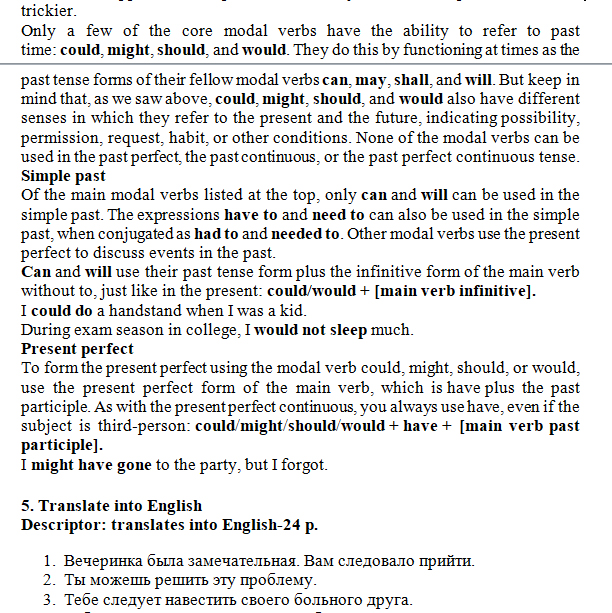 trickier.
Only a few of the core modal verbs have the ability to refer to past
time: could, might, should, and would. They do this by functioning at times as the
past tense forms of their fellow modal verbs can, may, shall, and will. But keep in
mind that, as we saw above, could, might, should, and would also have different
senses in which they refer to the present and the future, indicating possibility,
permission, request, habit, or other conditions. None of the modal verbs can be
used in the past perfect, the past continuous, or the past perfect continuous tense.
Simple past
Of the main modal verbs listed at the top, only can and will can be used in the
simple past. The expressions have to and need to can also be used in the simple
past, when conjugated as had to and needed to. Other modal verbs use the present
perfect to discuss events in the past.
Can and will use their past tense form plus the infinitive form of the main verb
without to, just like in the present: could/would + [main verb infinitive].
I could do a handstand when I was a kid.
During exam season in college, I would not sleep much.
Present perfect
To form the present perfect using the modal verb could, might, should, or would,
use the present perfect form of the main verb, which is have plus the past
participle. As with the present perfect continuous, you always use have, even if the
subject is third-person: could/might/should/would + have + [main verb past
participle].
I might have gone to the party, but I forgot.
5. Translate into English
Descriptor: translates into English-24 p.
1. Вечеринка была замечательная. Вам следовало прийти.
2. Ты можешь решить эту проблему.
3. Тебе следует навестить своего больного друга.